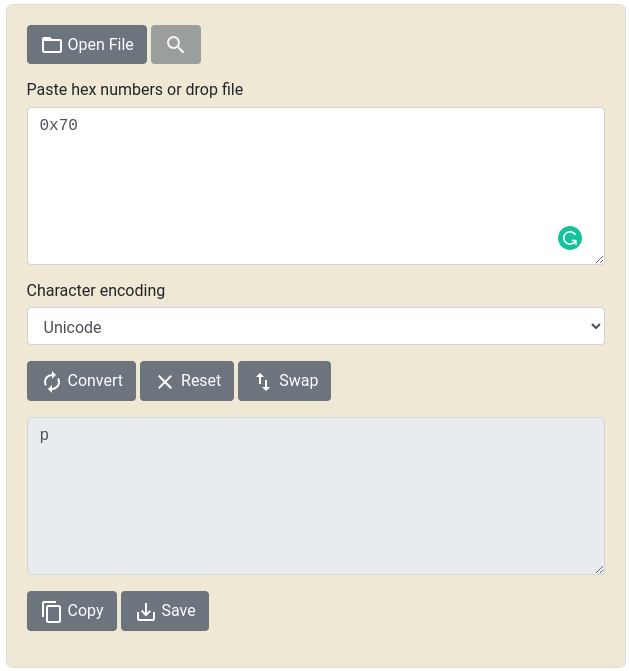 Open File
Paste hex numbers or drop file
0x70
Character encoding
Unicode
Convert Reset Swap
p
Copy Save